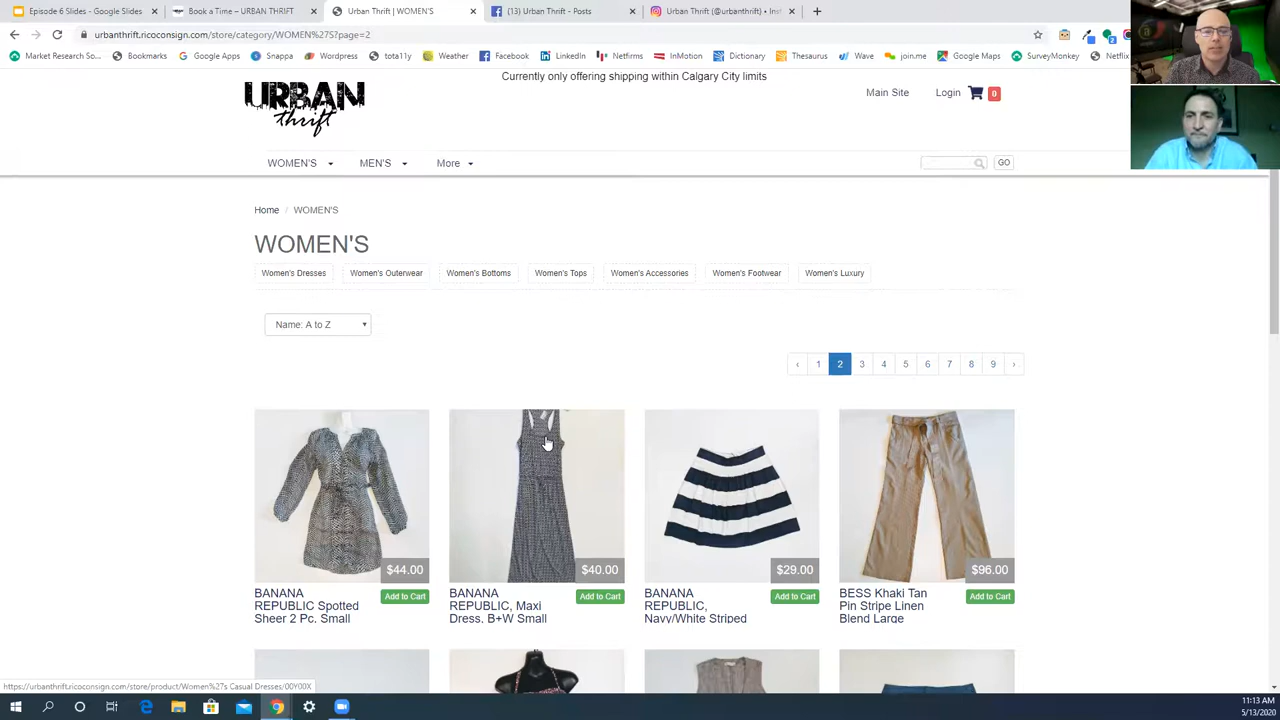 Episode 6 Slides - Google Slides
Book a Time – URBAN THRIFT
Urban Thrift | WOMEN'S
(13) Urban Thrift - Posts
Urban Thrift (@urbanthrift) • Inst
urbanthrift.ricoconsign.com/store/category/WOMEN%27S?page=2
Market Research So...
Bookmarks
Google Apps
Snappa
Wordpress
tota11y
Weather
Facebook
LinkedIn
Netfirms
InMotion
Dictionary
Thesaurus
Wave
join.me
Google Maps
SurveyMonkey
Netflix
Currently only offering shipping within Calgary City limits
URBAN
thrift
Main Site
Login
0
WOMEN'S
MEN'S
More
GO
Home / WOMEN'S
WOMEN'S
Women's Dresses
Women's Outerwear
Women's Bottoms
Women's Tops
Women's Accessories
Women's Footwear
Women's Luxury
Name: A to Z
‹ 1 2 3 4 5 6 7 8 9 ›
$44.00
$40.00
$29.00
$96.00
BANANA
REPUBLIC Spotted
Sheer 2 Pc. Small
Add to Cart
BANANA
REPUBLIC, Maxi
Dress. B+W Small
Add to Cart
BANANA
REPUBLIC,
Navy/White Striped
Add to Cart
BESS Khaki Tan
Pin Stripe Linen
Blend Large
Add to Cart
https://urbanthrift.ricoconsign.com/store/product/Women%27s Casual Dresses/00Y00X
11:13 AM
5/13/2020